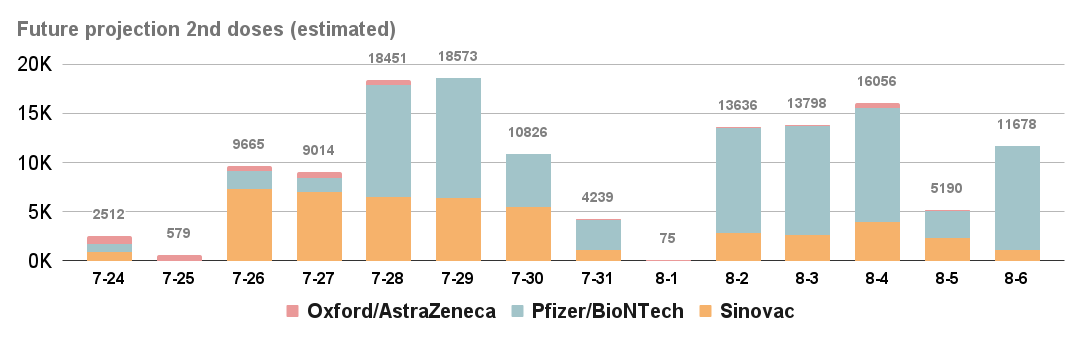 Future projection 2nd doses (estimated)
20K
15K
10K
5K
0K
2512
579
9665
9014
18451
18573
10826
4239
75
13636
13798
16056
5190
11678
7-24 7-25 7-26 7-27 7-28 7-29 7-30 7-31 8-1 8-2 8-3 8-4 8-5 8-6
Oxford/AstraZeneca Pfizer/BioNTech Sinovac